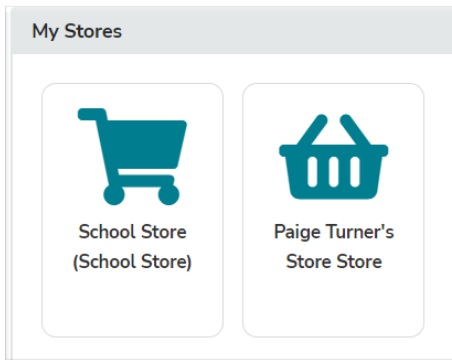 My Stores
School Store
(School Store)
Paige Turner's
Store Store